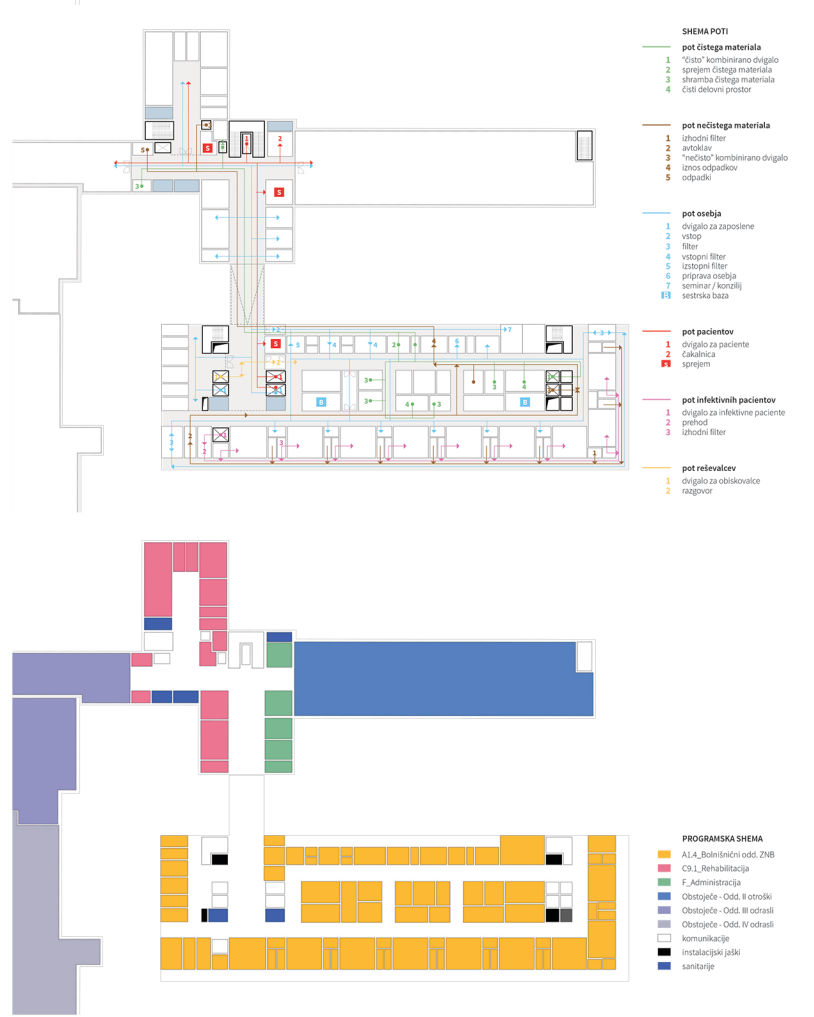 SHEMA POTI
pot čistega materiala
1 "čisto" kombinirano dvigalo
2 sprejem čistega materiala
3 shramba čistega materiala
4 čisti delovni prostor
pot nečistega materiala
1 izhodni filter
2 avtoklav
3 "nečisto" kombinirano dvigalo
4 iznos odpadkov
5 odpadki
pot osebja
1 dvigalo za zaposlene
2 vstop
3 filter
4 vstopni filter
5 izstopni filter
6 priprava osebja
7 seminar / konzilij
B sestrska baza
pot pacientov
1 dvigalo za paciente
2 čakalnica
S sprejem
pot infektivnih pacientov
1 dvigalo za infektivne paciente
2 prehod
3 izhodni filter
pot reševalcev
1 dvigalo za obiskovalce
2 razgovor
PROGRAMSKA SHEMA
A1.4_Bolnišnični odd. ZNB
C9.1_Rehabilitacija
F_Administracija
Obstoječe - Odd. II otroški
Obstoječe - Odd. III odrasli
Obstoječe - Odd. IV odrasli
komunikacije
instalacijski jaški
sanitarije